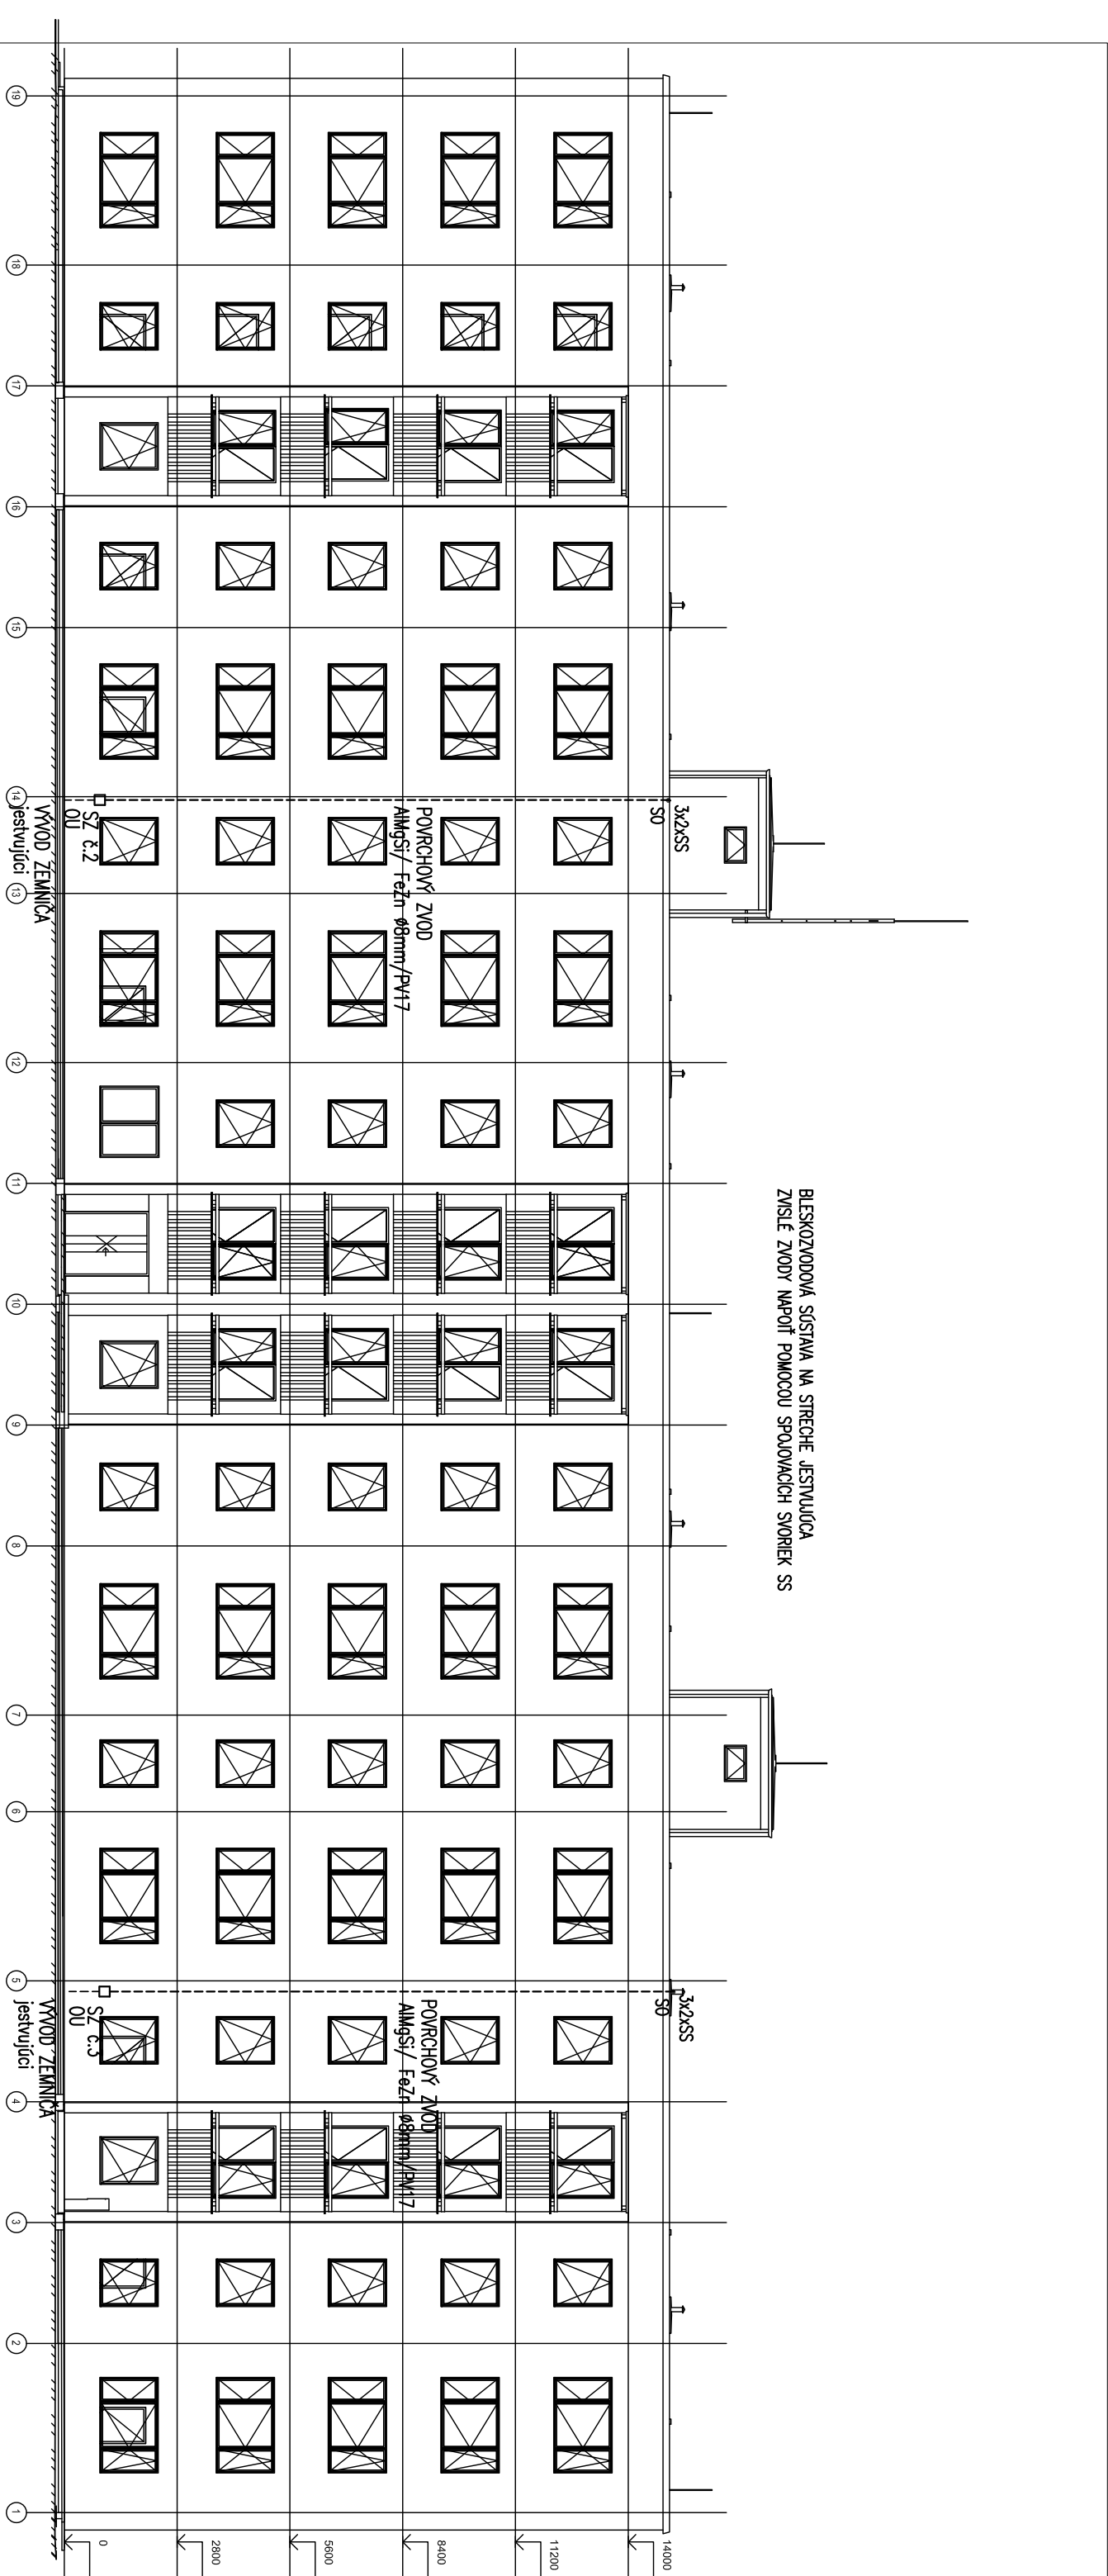 BLESKOZVODOVÁ SÚSTAVA NA STRECHE JESTVUJÚCA
ZVISLÉ ZVODY NAPOJIŤ POMOCOU SPOJOVACÍCH SVORIEK SS
3x2xSS
SO
3x2xSS
SO
POVRCHOVÝ ZVOD
AlMgSi/ FeZn ø8mm/PV17
POVRCHOVÝ ZVOD
AlMgSi/ FeZn ø8mm/PV17
SZ č.2
OU
VÝVOD ZEMNIČA
jestvujúci
SZ č.3
OU
VÝVOD ZEMNIČA
jestvujúci
14000
11200
8400
5600
2800
0
19
18
17
16
15
14
13
12
11
10
9
8
7
6
5
4
3
2
1